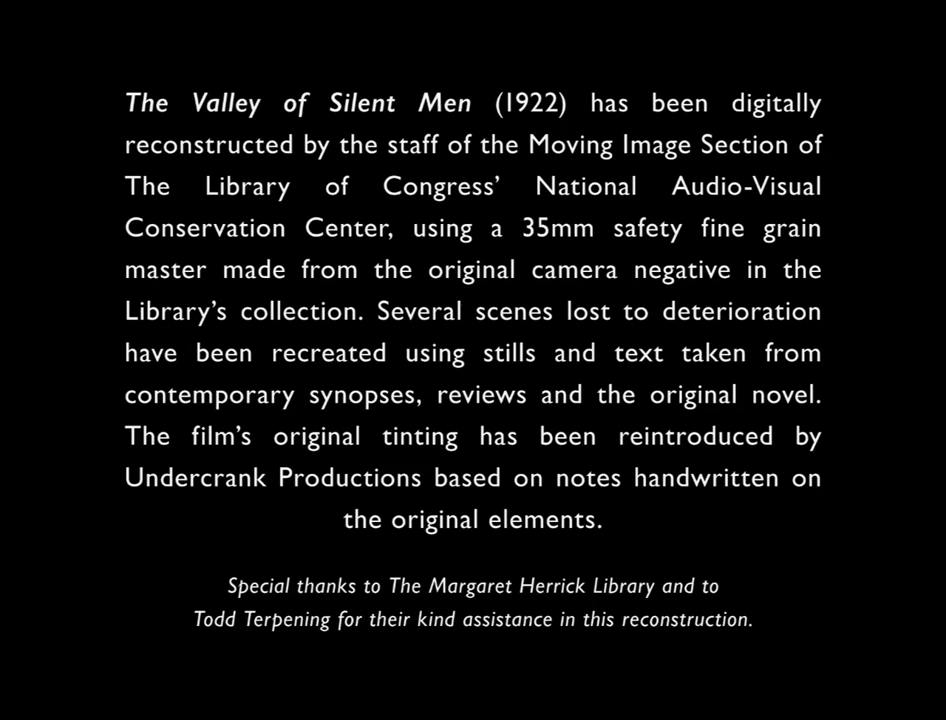 The Valley of Silent Men (1922) has been digitally
reconstructed by the staff of the Moving Image Section of
The Library of Congress’ National Audio-Visual
Conservation Center, using a 35mm safety fine grain
master made from the original camera negative in the
Library’s collection. Several scenes lost to deterioration
have been recreated using stills and text taken from
contemporary synopses, reviews and the original novel.
The film’s original tinting has been reintroduced by
Undercrank Productions based on notes handwritten on
the original elements.
Special thanks to The Margaret Herrick Library and to
Todd Terpening for their kind assistance in this reconstruction.